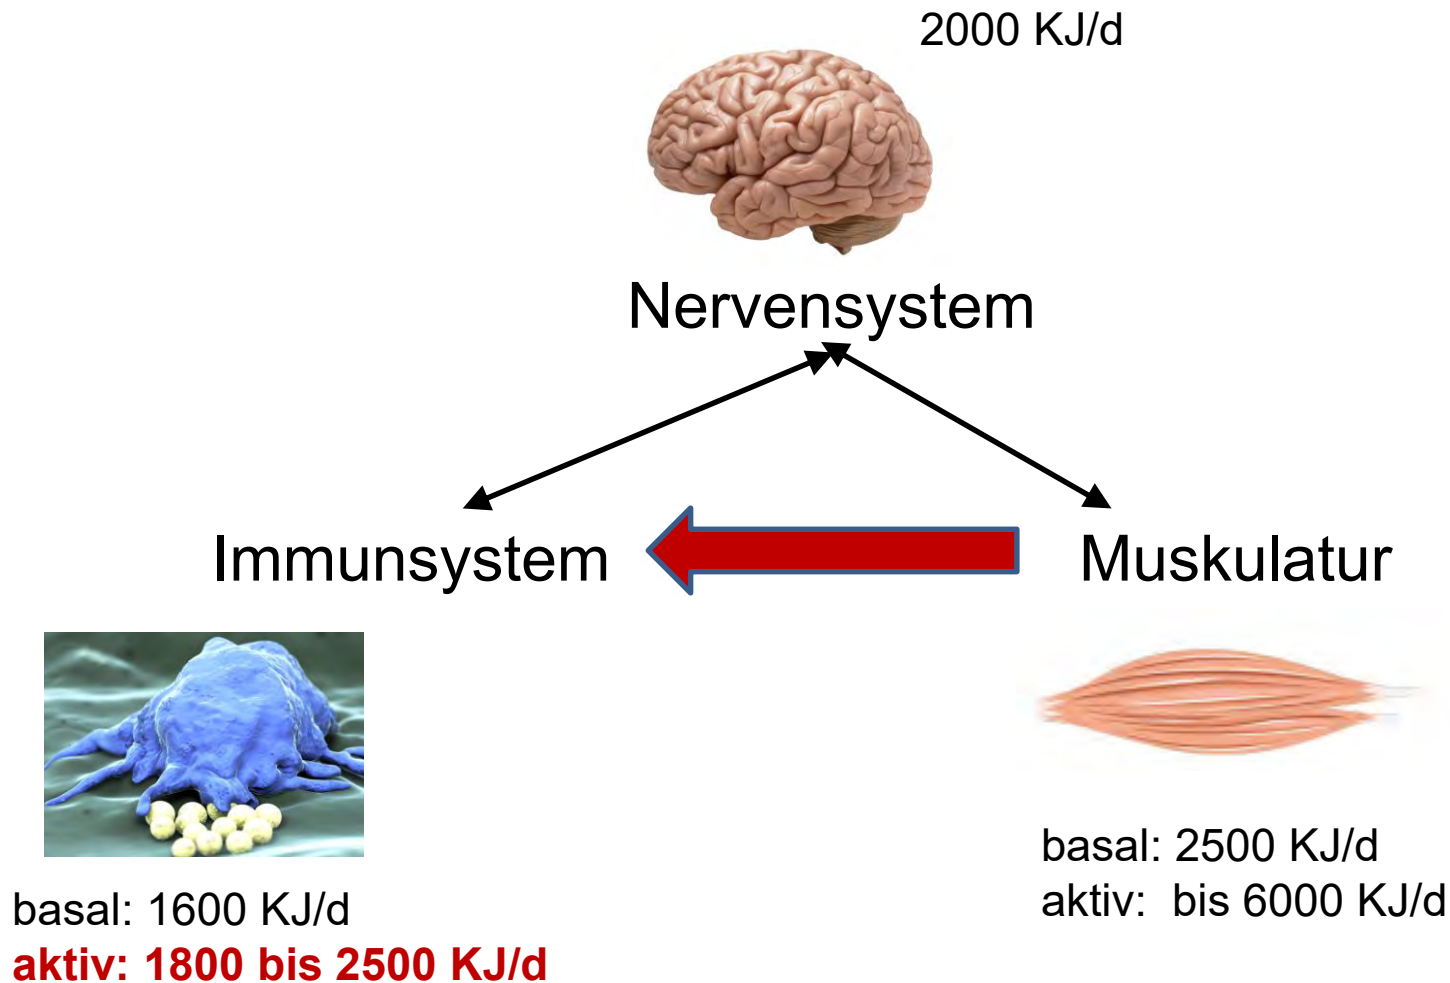 2000 KJ/d
Nervensystem
Immunsystem
Muskulatur
basal: 1600 KJ/d
aktiv: 1800 bis 2500 KJ/d
basal: 2500 KJ/d
aktiv:  bis 6000 KJ/d